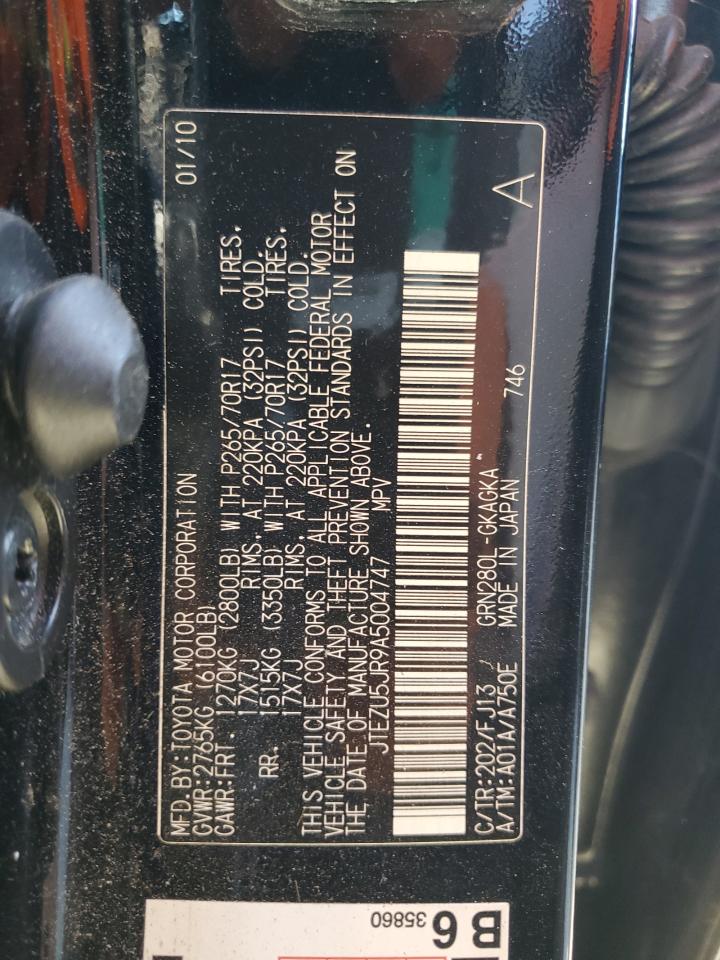 MFD.BY:TOYOTA MOTOR CORPORATION 01/10
GVWR:2765KG (6100LB)
GAWR:FRT. 1270KG (2800LB) WITH P265/70R17 TIRES.
17X7J RIMS, AT 220KPA (32PSI) COLD.
RR. 1515KG (3350LB) WITH P265/70R17 TIRES.
17X7J RIMS, AT 220KPA (32PSI) COLD.
THIS VEHICLE CONFORMS TO ALL APPLICABLE FEDERAL MOTOR
VEHICLE SAFETY AND THEFT PREVENTION STANDARDS IN EFFECT ON
THE DATE OF MANUFACTURE SHOWN ABOVE.
JTEZU5JR9A5004747 MPV
C/TR:202/FJ13 GRN280L-GKAGKA
A/TM:A01A/A750E MADE IN JAPAN 746 A
35860
B6